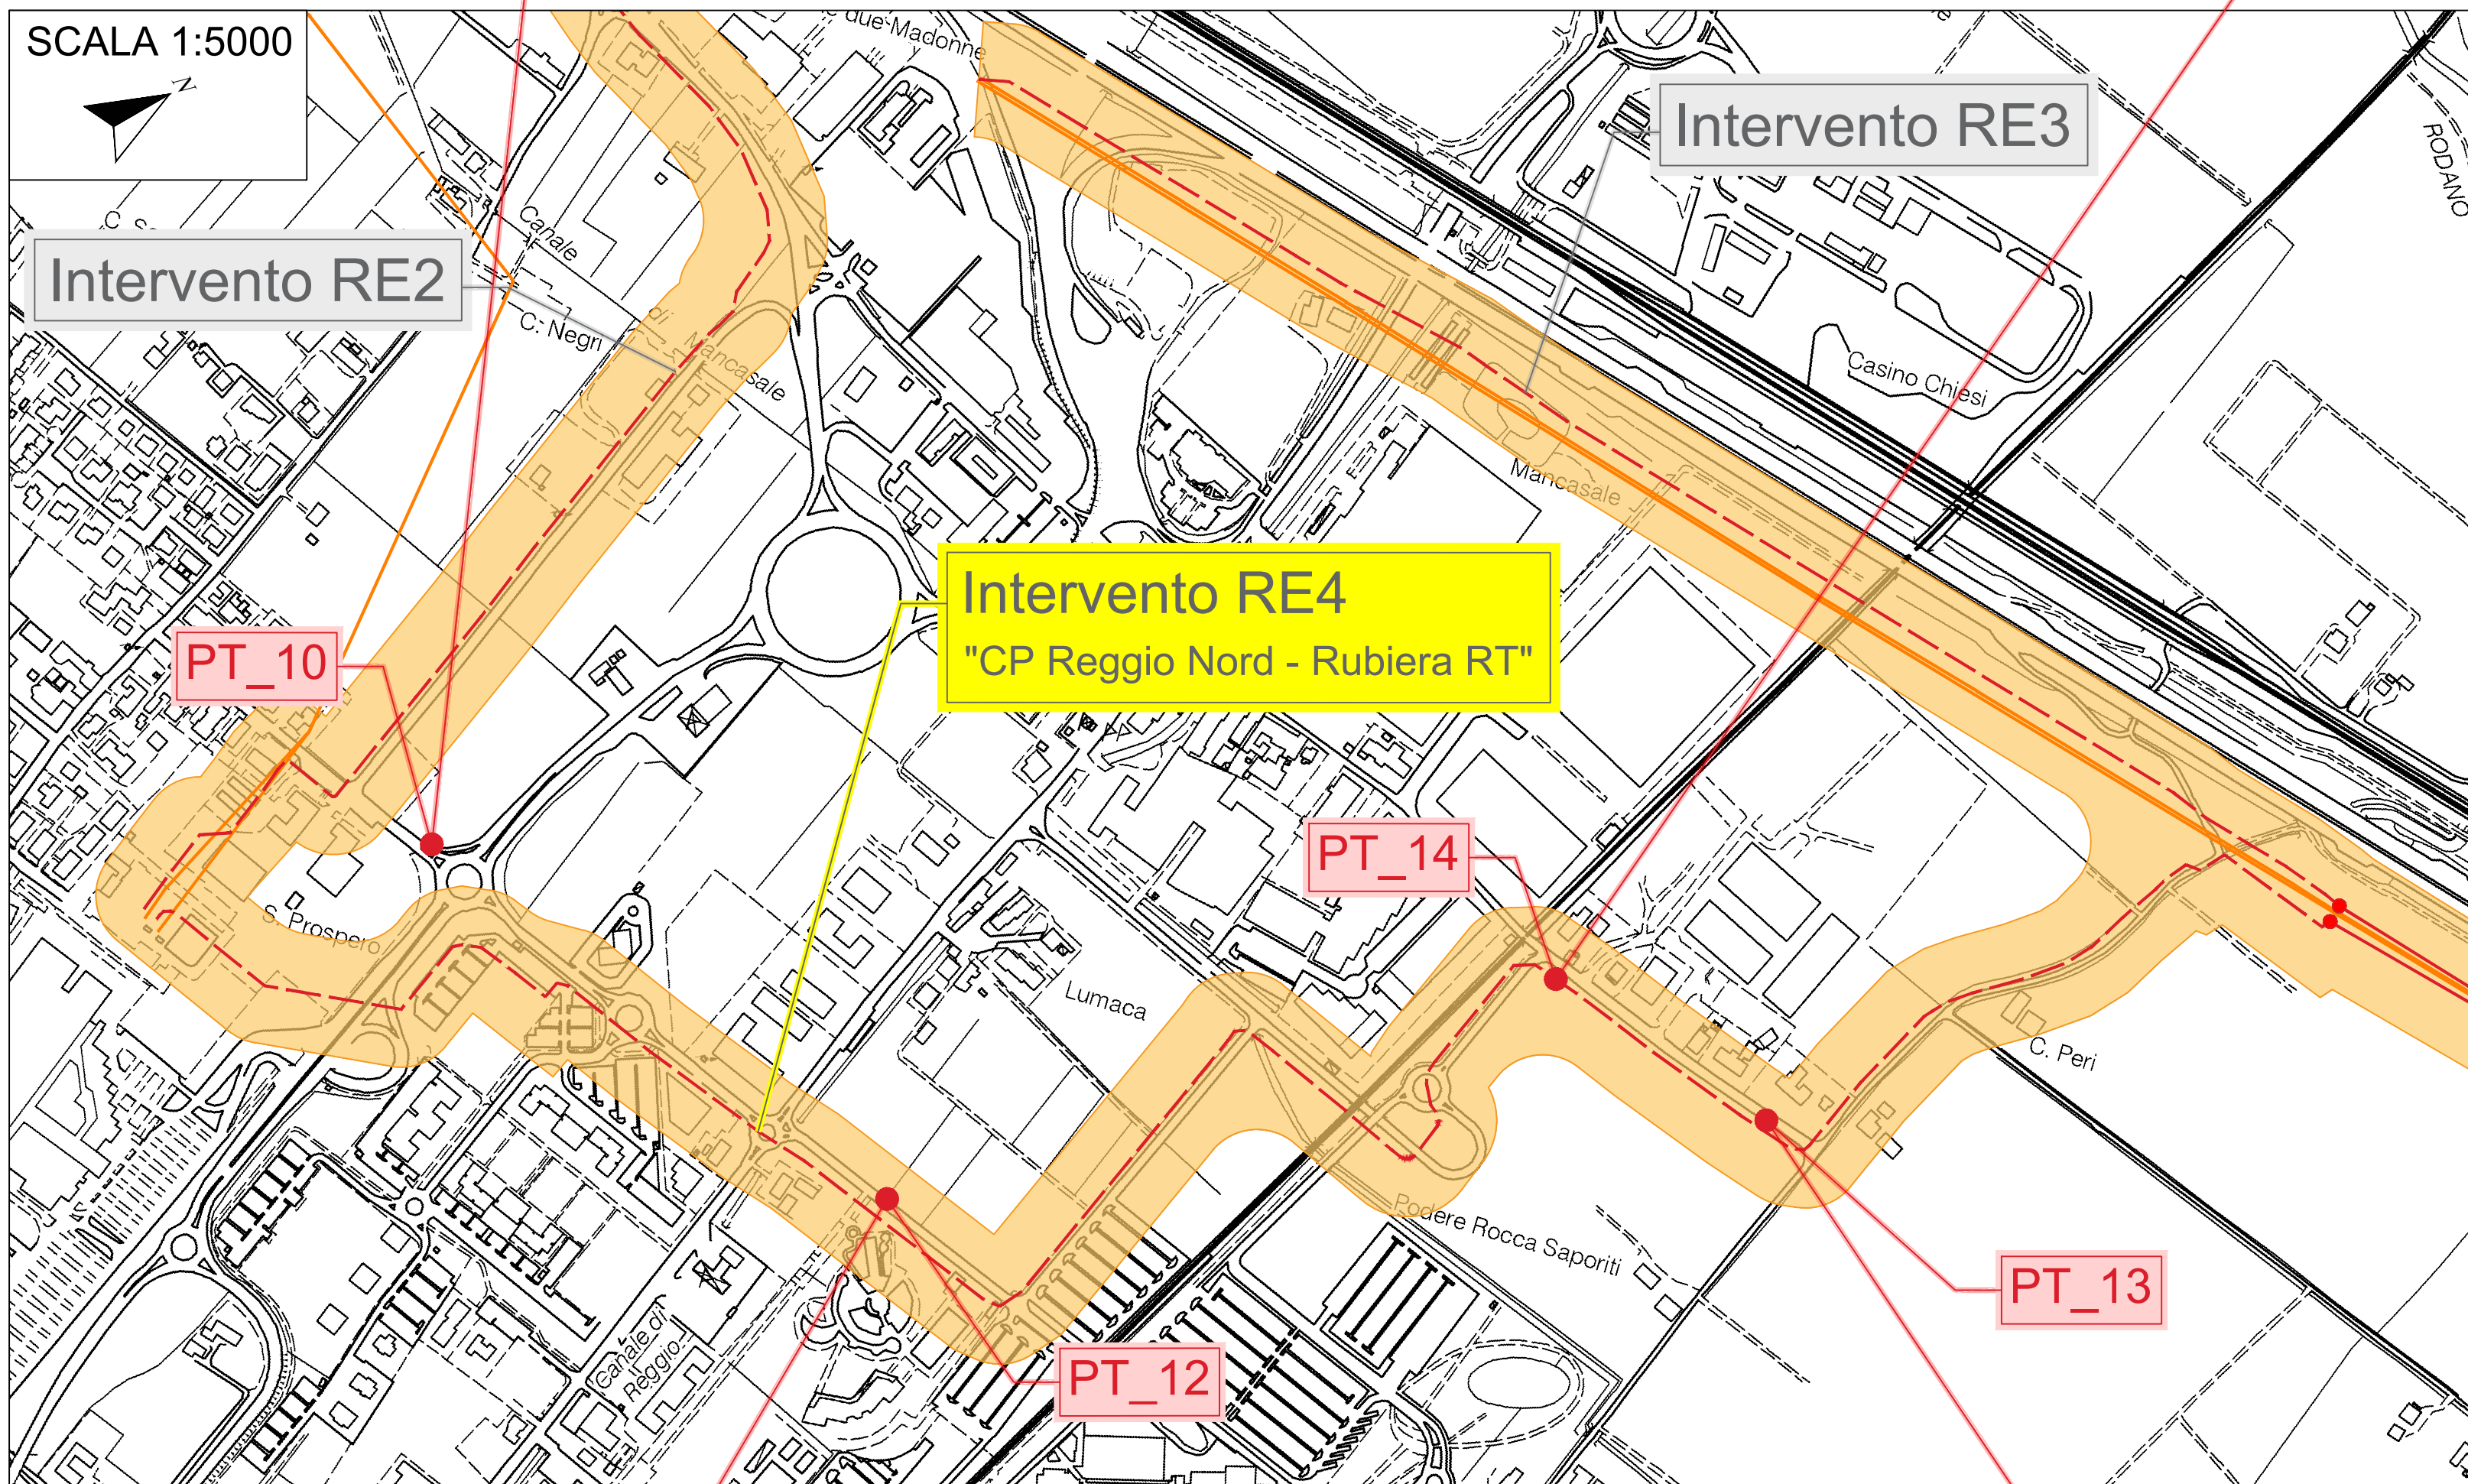 SCALA 1:5000
N
due Madonne
Intervento RE3
RODANO
Canale
Intervento RE2
C. Negri
di
Mancasale
Casino Chiesi
Mancasale
Intervento RE4
"CP Reggio Nord - Rubiera RT"
PT_10
PT_14
S. Prospero
Lumaca
C. Peri
Podere Rocca Saporiti
PT_13
Canale di
Reggio
PT_12